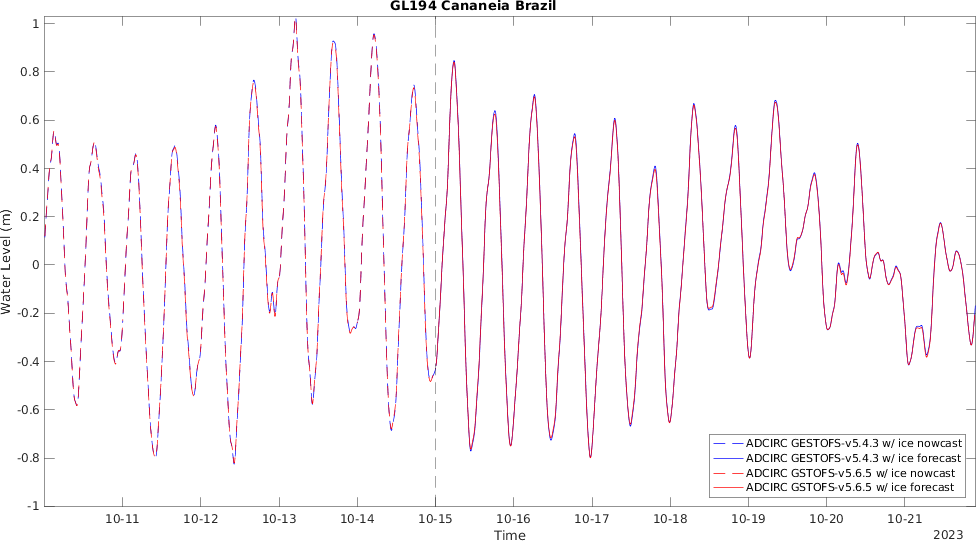 GL194 Cananeia Brazil
Water Level (m)
1
0.8
0.6
0.4
0.2
0
-0.2
-0.4
-0.6
-0.8
-1
ADCIRC GESTOFS-v5.4.3 w/ ice nowcast
ADCIRC GESTOFS-v5.4.3 w/ ice forecast
ADCIRC GSTOFS-v5.6.5 w/ ice nowcast
ADCIRC GSTOFS-v5.6.5 w/ ice forecast
10-11 10-12 10-13 10-14 10-15 10-16 10-17 10-18 10-19 10-20 10-21
Time
2023